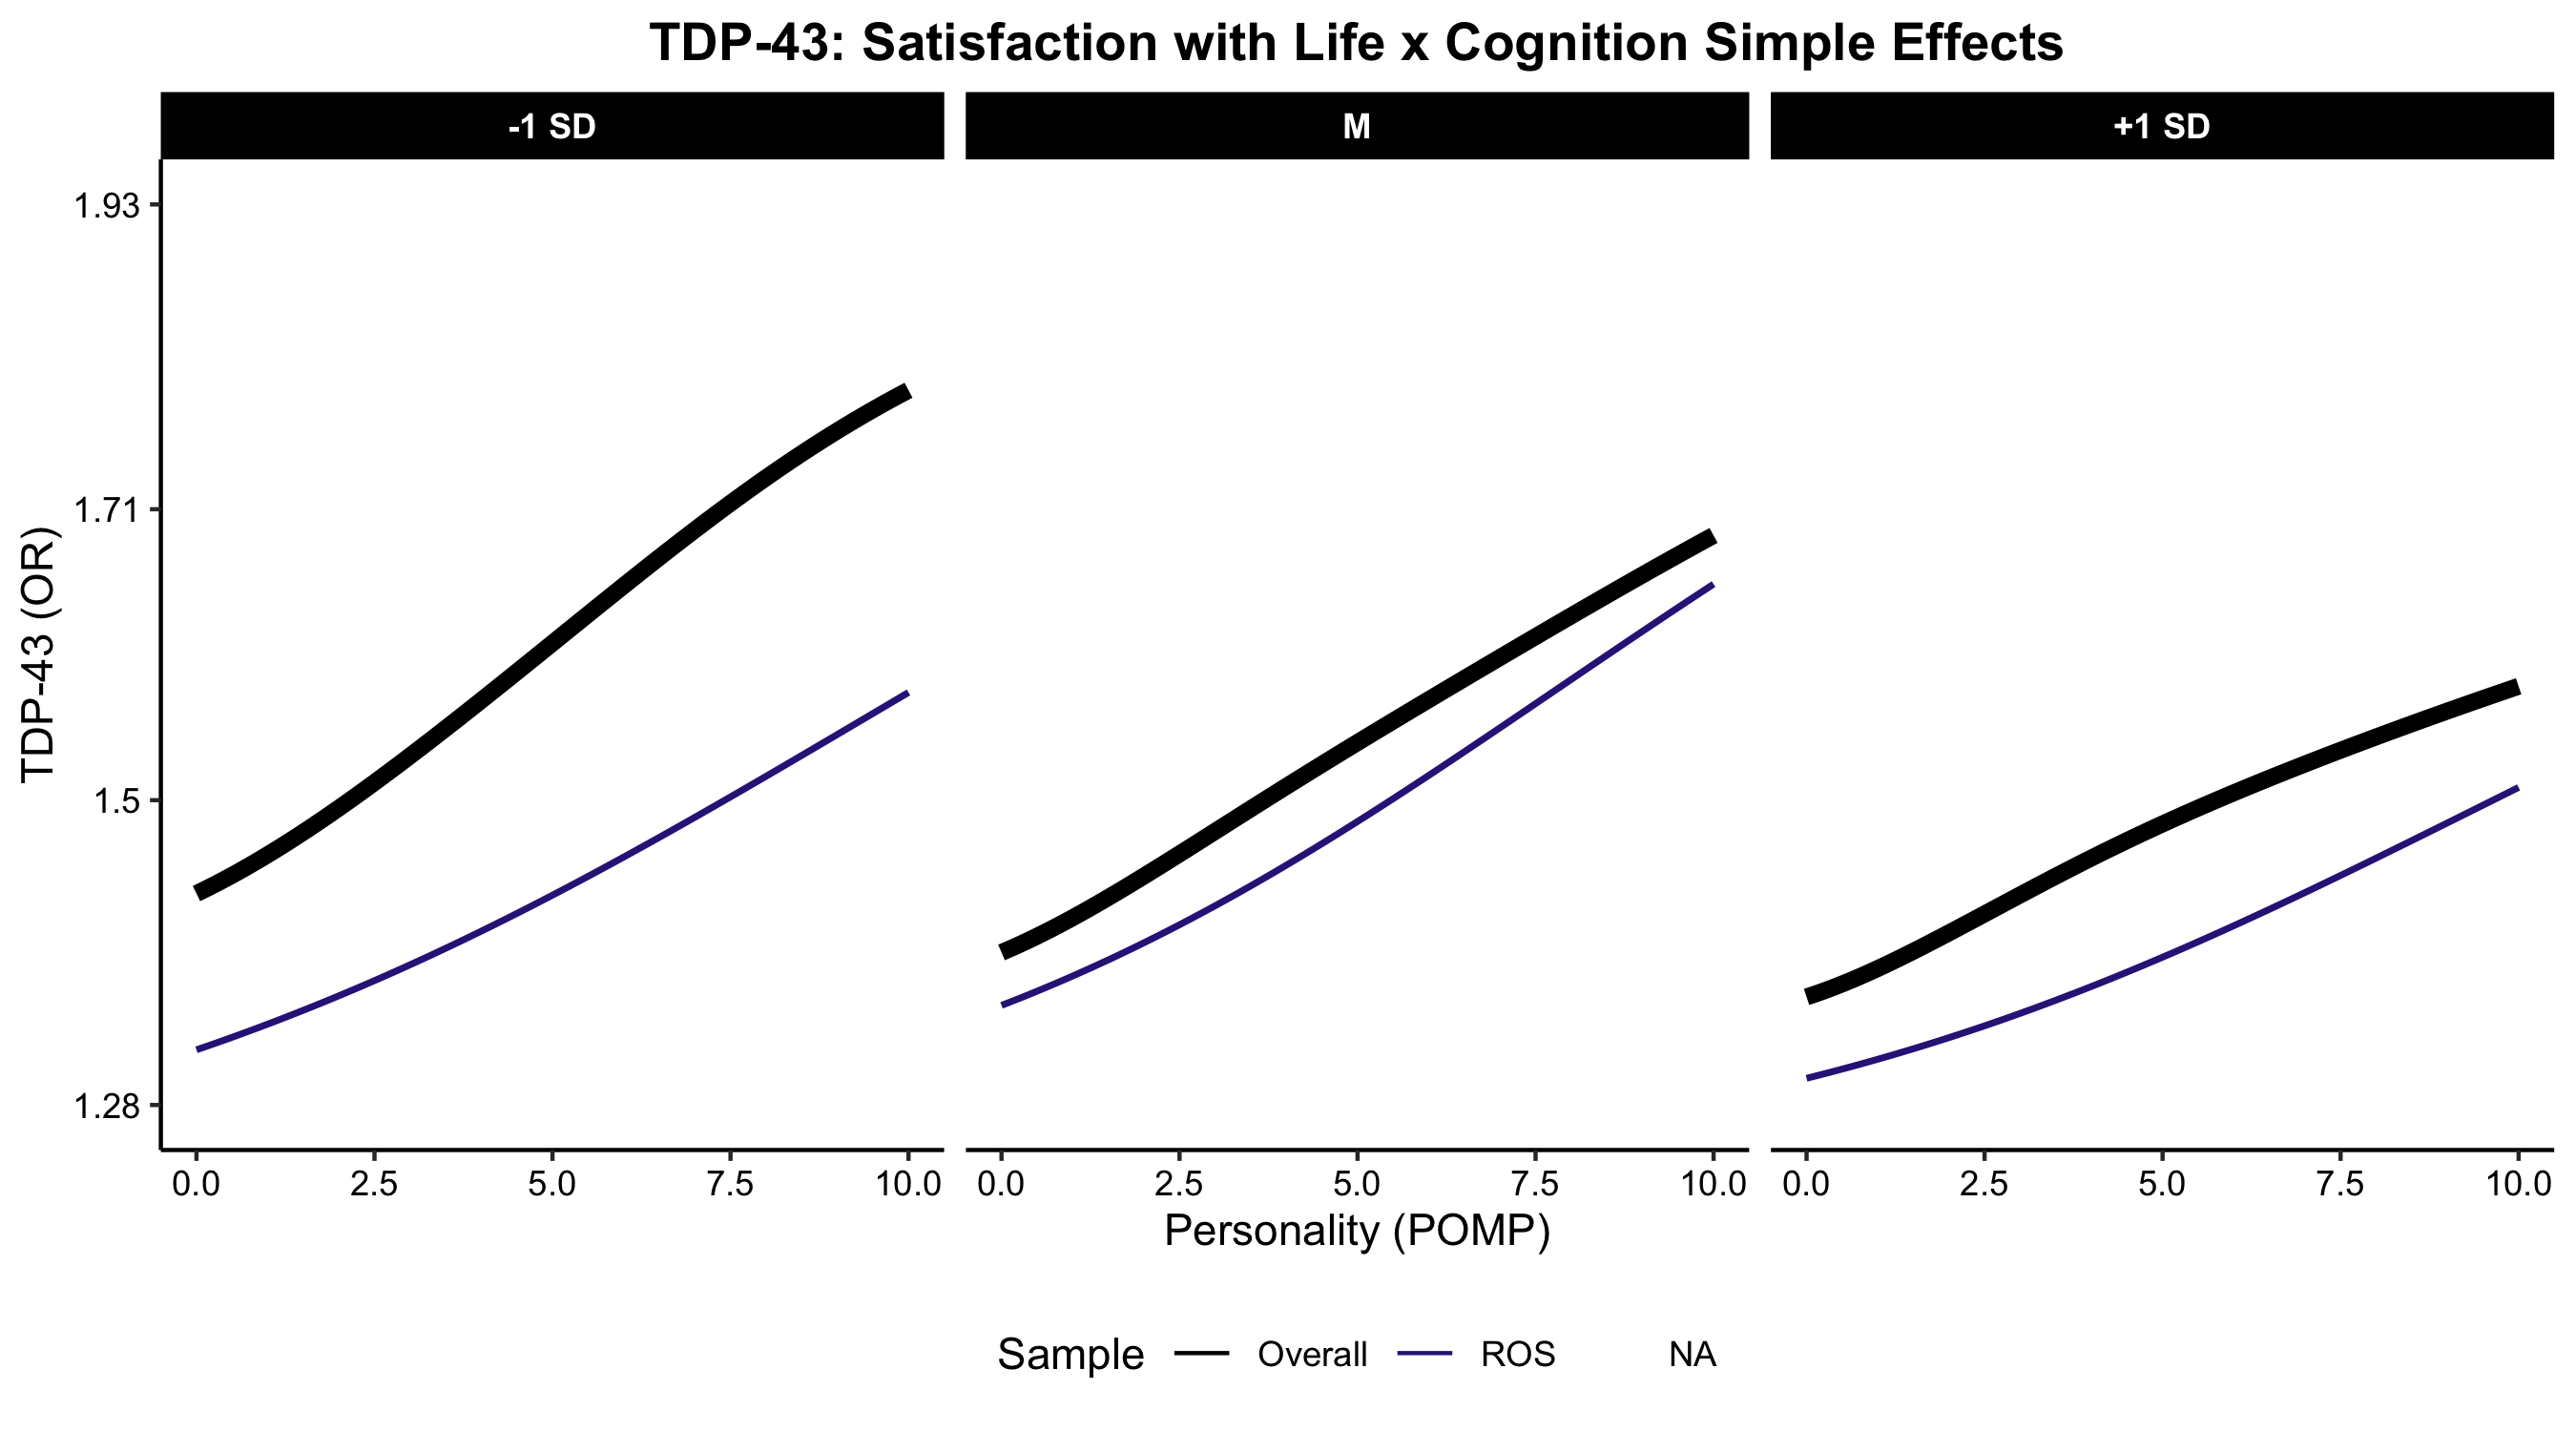 TDP-43: Satisfaction with Life x Cognition Simple Effects
-1 SD
M
+1 SD
TDP-43 (OR)
1.93
1.71
1.5
1.28
0.0 2.5 5.0 7.5 10.0
0.0 2.5 5.0 7.5 10.0
0.0 2.5 5.0 7.5 10.0
Personality (POMP)
Sample Overall ROS NA